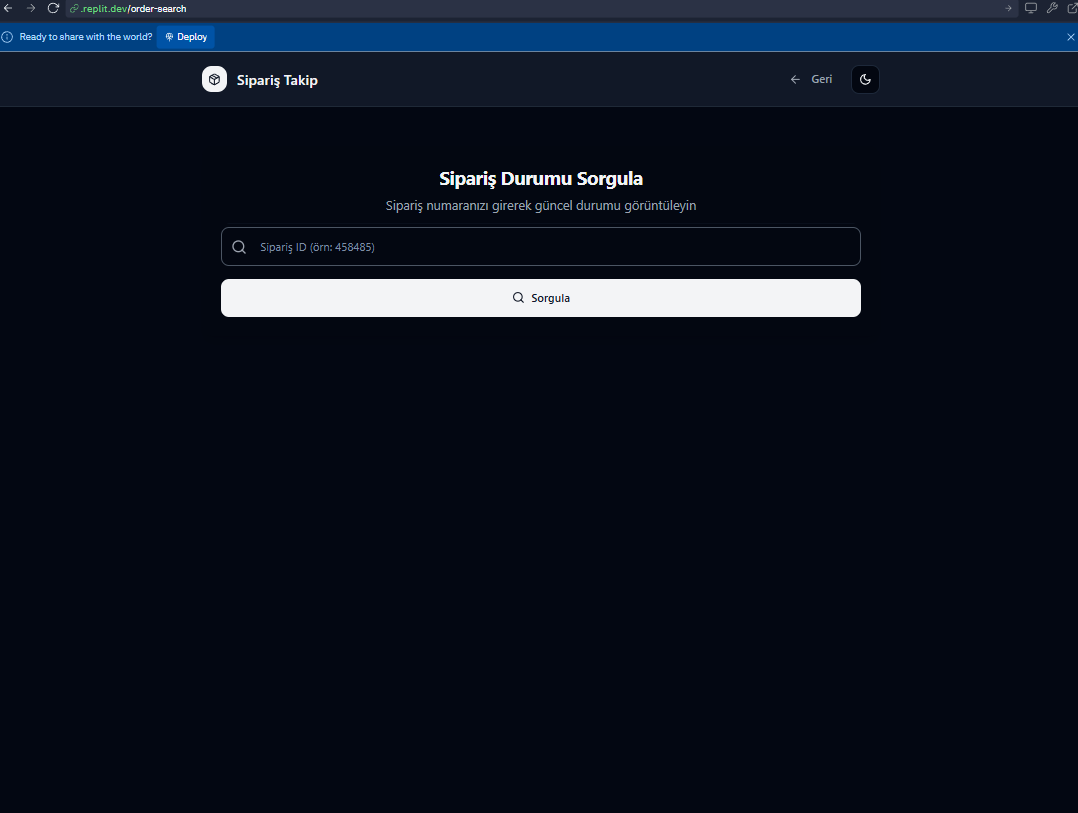 .replit.dev/order-search
Ready to share with the world? Deploy
Sipariş Takip
Geri
Sipariş Durumu Sorgula
Sipariş numaranızı girerek güncel durumu görüntüleyin
Sipariş ID (örn: 458485)
Sorgula